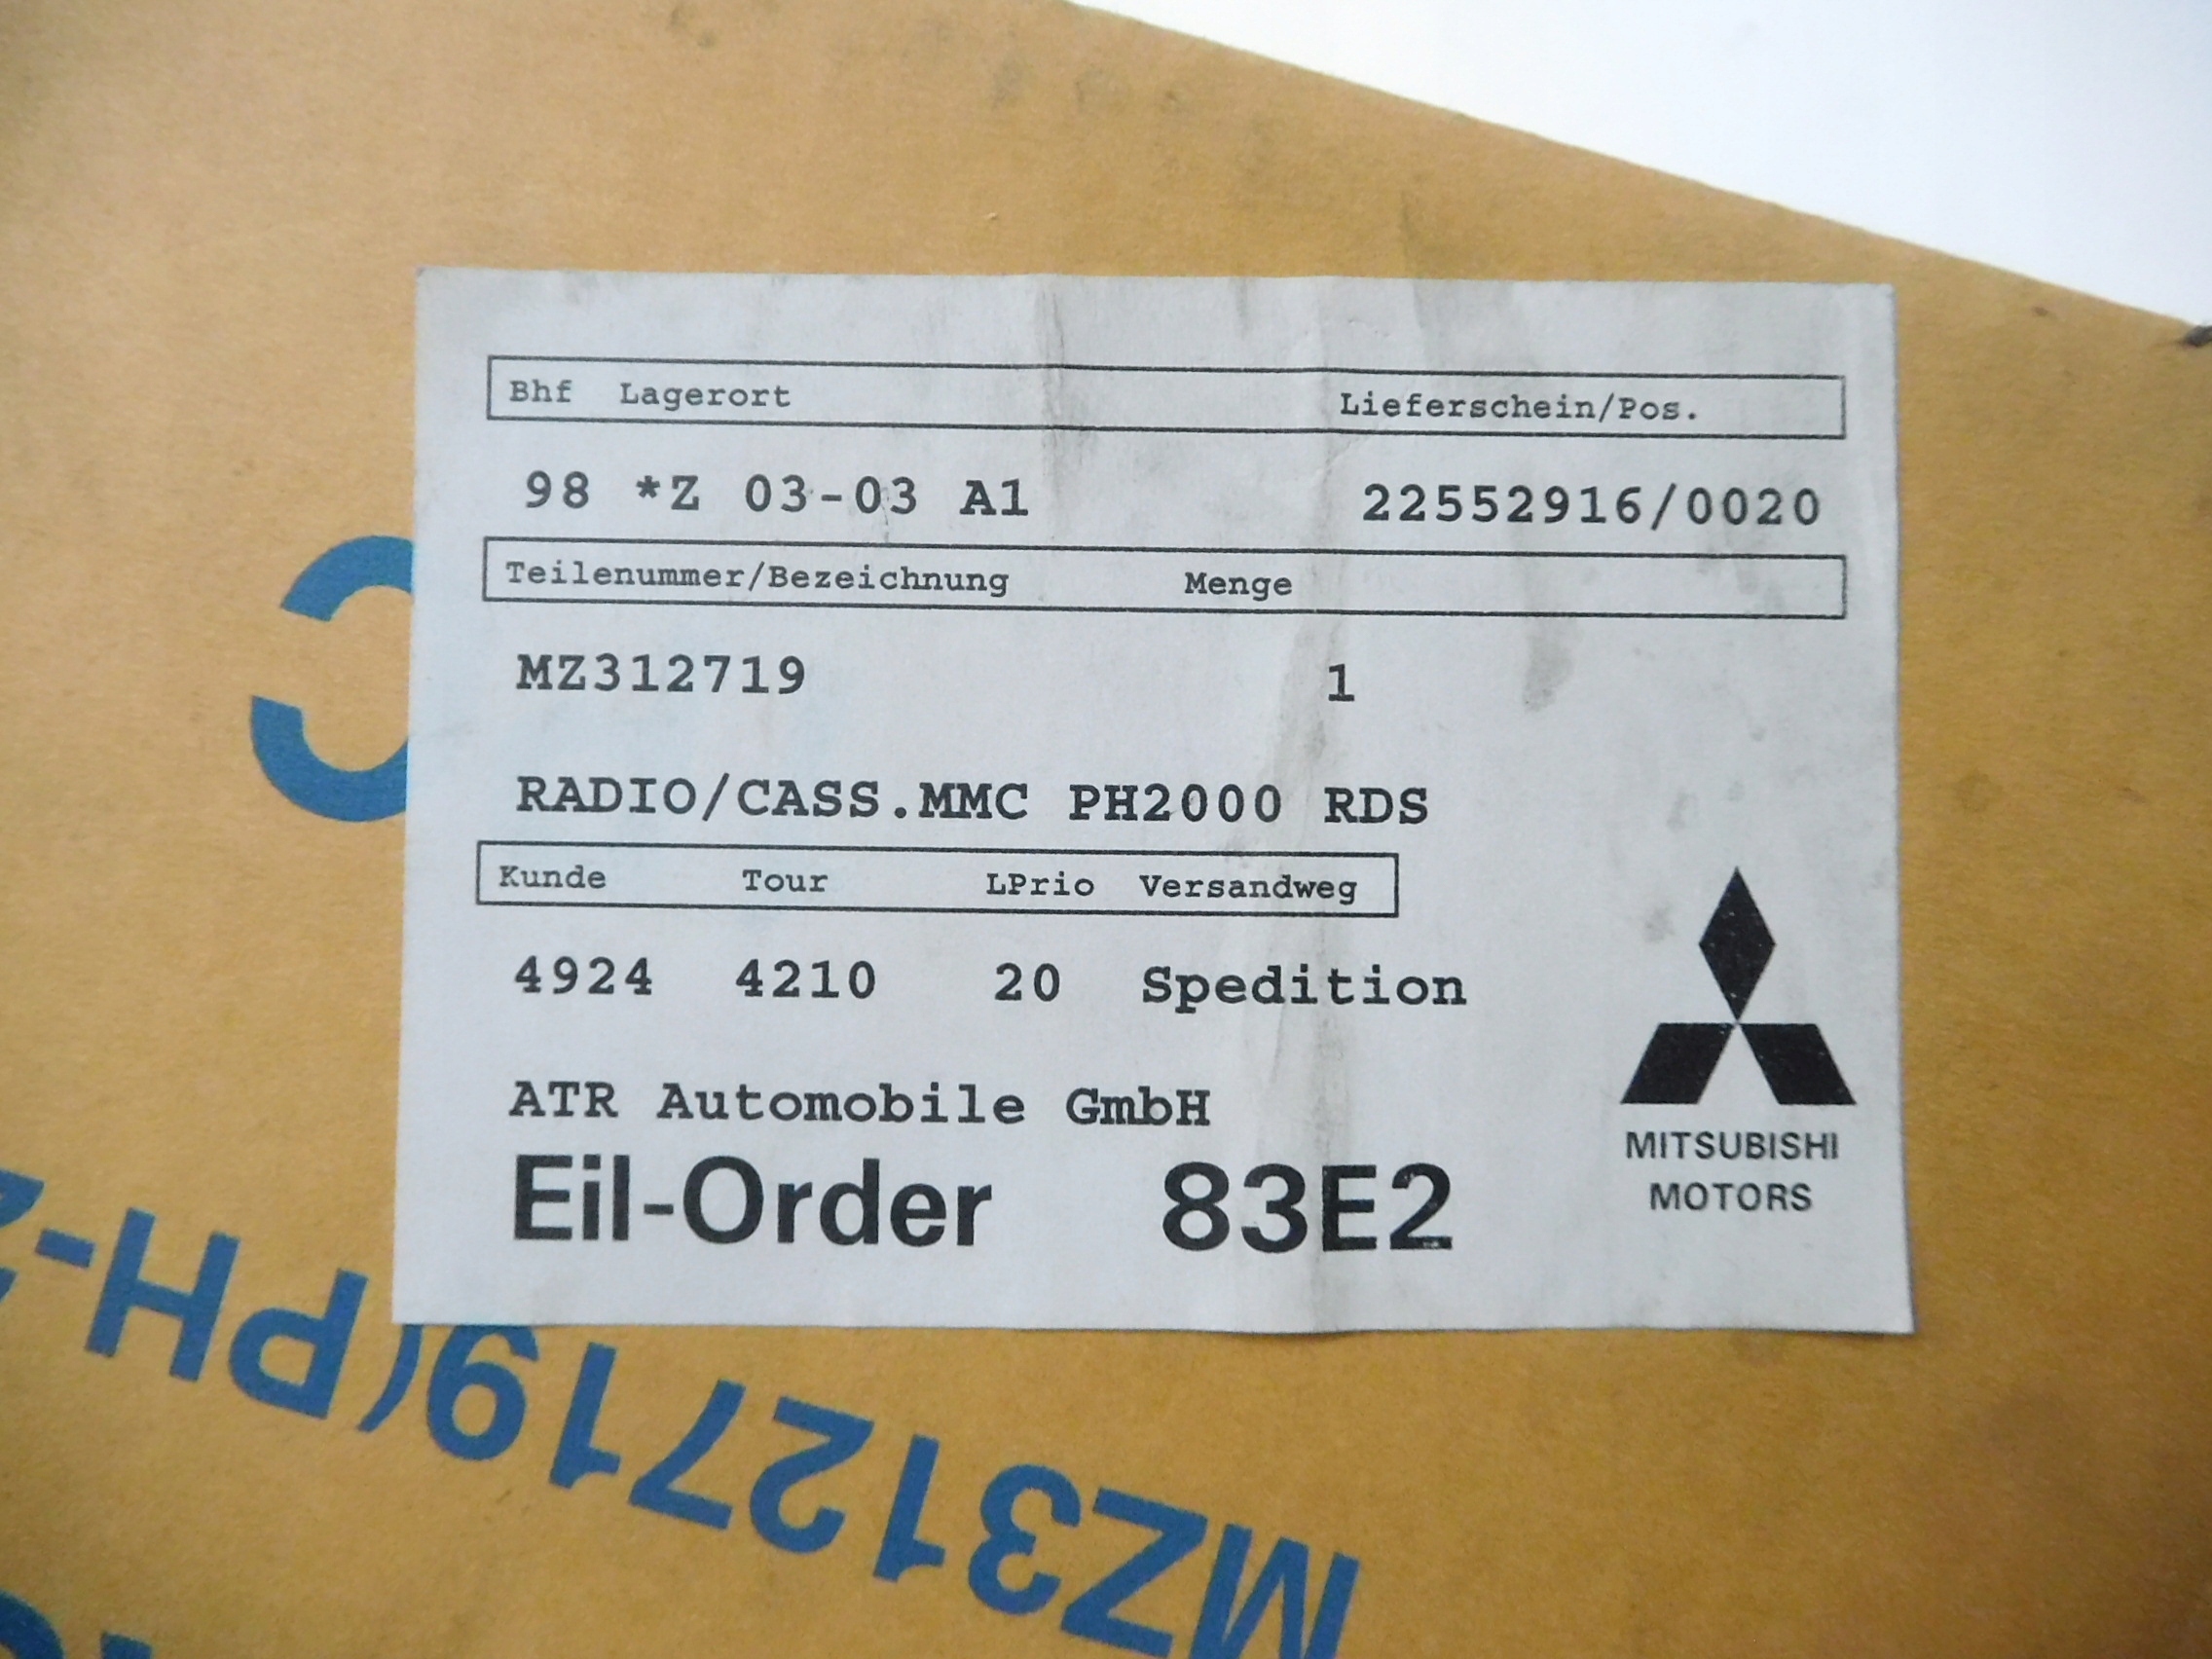 Bhf Lagerort Lieferschein/Pos.
98 *Z 03-03 A1 22552916/0020
Teilenummer/Bezeichnung Menge
MZ312719 1
RADIO/CASS.MMC PH2000 RDS
Kunde Tour LPrio Versandweg
4924 4210 20 Spedition
ATR Automobile GmbH
Eil-Order 83E2
MITSUBISHI
MOTORS
MZ312719(PH-2